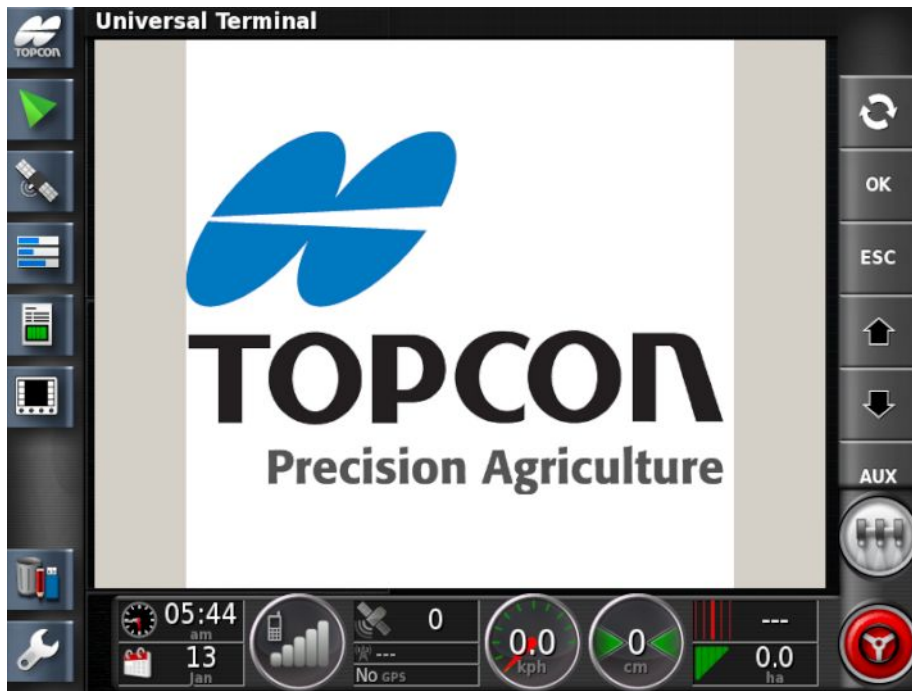 Universal Terminal
TOPCON
TOPCON
Precision Agriculture
OK
ESC
AUX
05:44
am
13
Jan
0
---
No GPS
0.0
kph
0
cm
---
0.0
ha